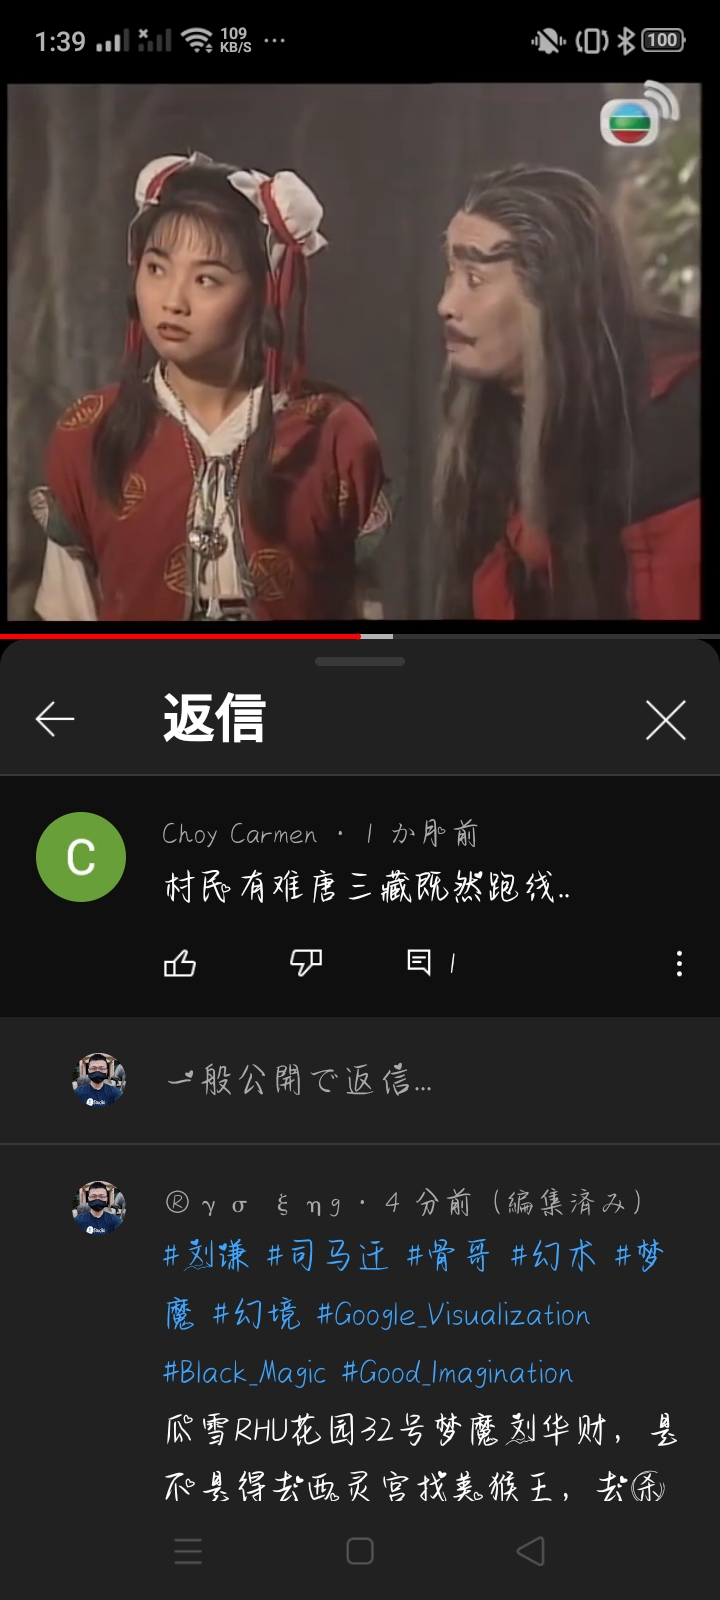 1:39
109
KB/S
100
返信
C
Choy Carmen · 1 か月前
村民有难唐三藏既然跑线..
1
一般公開で返信...
® γ σ ξ η g · 4 分前（編集済み）
#刘谦 #司马迁 #骨哥 #幻术 #梦
魔 #幻境 #Google_Visualization
#Black_Magic #Good_Imagination
瓜雪RHU花园32号梦魔刘华财，是
不是得去西灵宫找美猴王，去㊍